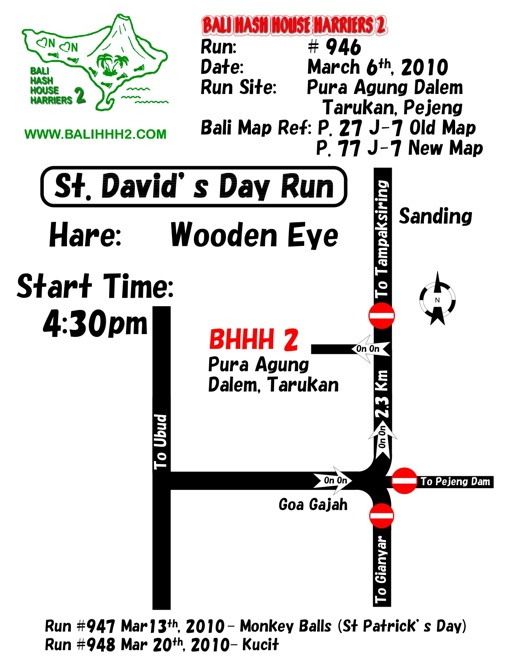 BALI HASH HOUSE HARRIERS 2
Run: # 946
Date: March 6th, 2010
Run Site: Pura Agung Dalem
Tarukan, Pejeng
Bali Map Ref: P. 27 J-7 Old Map
P. 77 J-7 New Map
BALI
HASH
HOUSE
HARRIERS 2
WWW.BALIHHH2.COM
St. David's Day Run
Hare: Wooden Eye
Start Time:
4:30pm
To Tampaksiring
Sanding
N
BHHH 2
Pura Agung
Dalem, Tarukan
On On
2.3 Km
On On
To Ubud
On On
Goa Gajah
To Pejeng Dam
To Gianyar
Run #947 Mar13th, 2010- Monkey Balls (St Patrick's Day)
Run #948 Mar 20th, 2010- Kucit